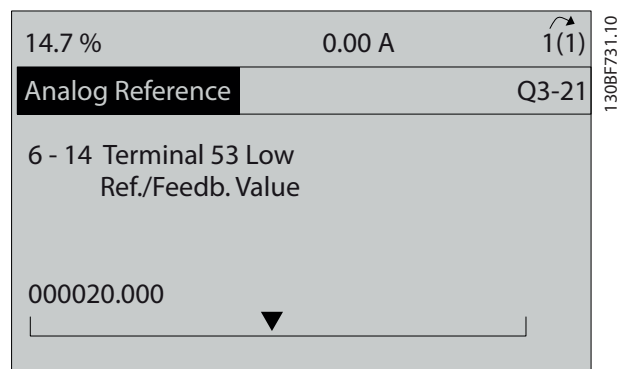 14.7 % 0.00 A 1(1)
Analog Reference Q3-21
6 - 14 Terminal 53 Low
Ref./Feedb. Value
000020.000
130BF731.10